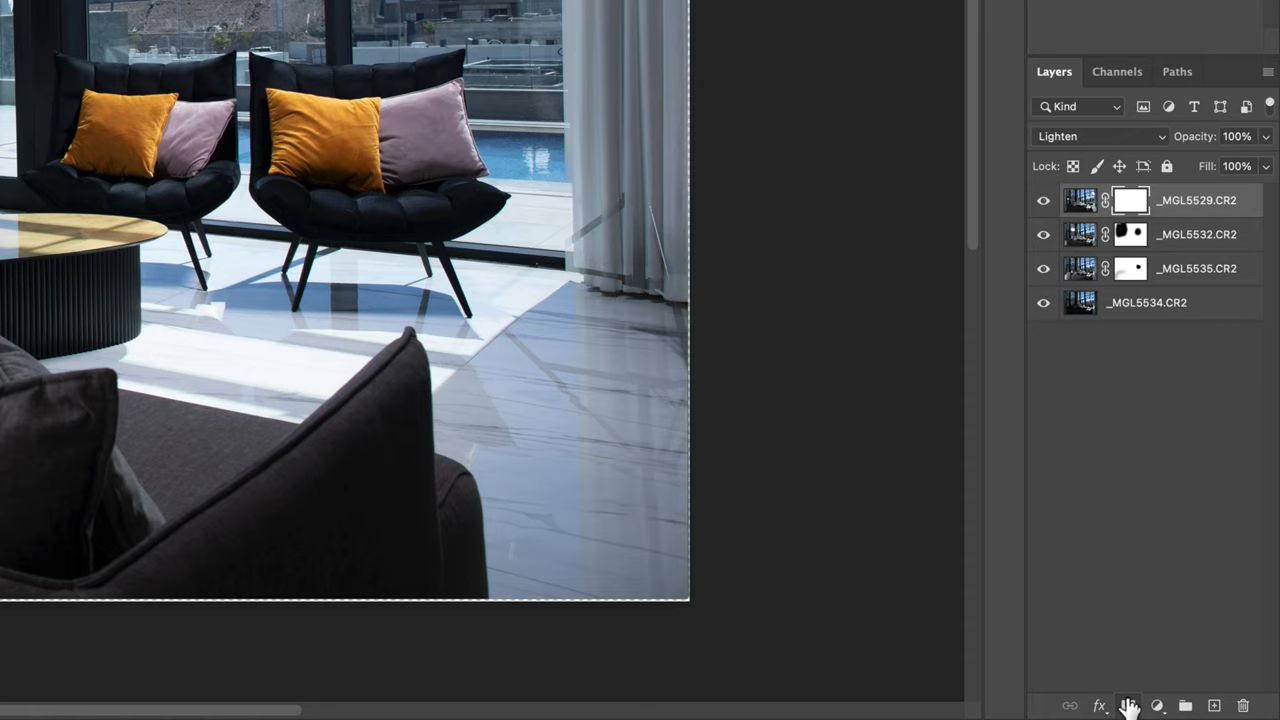 Layers Channels Paths
Kind
Lighten Opacity: 100%
Lock: Fill: 100%
_MGL5529.CR2
_MGL5532.CR2
_MGL5535.CR2
_MGL5534.CR2
fx